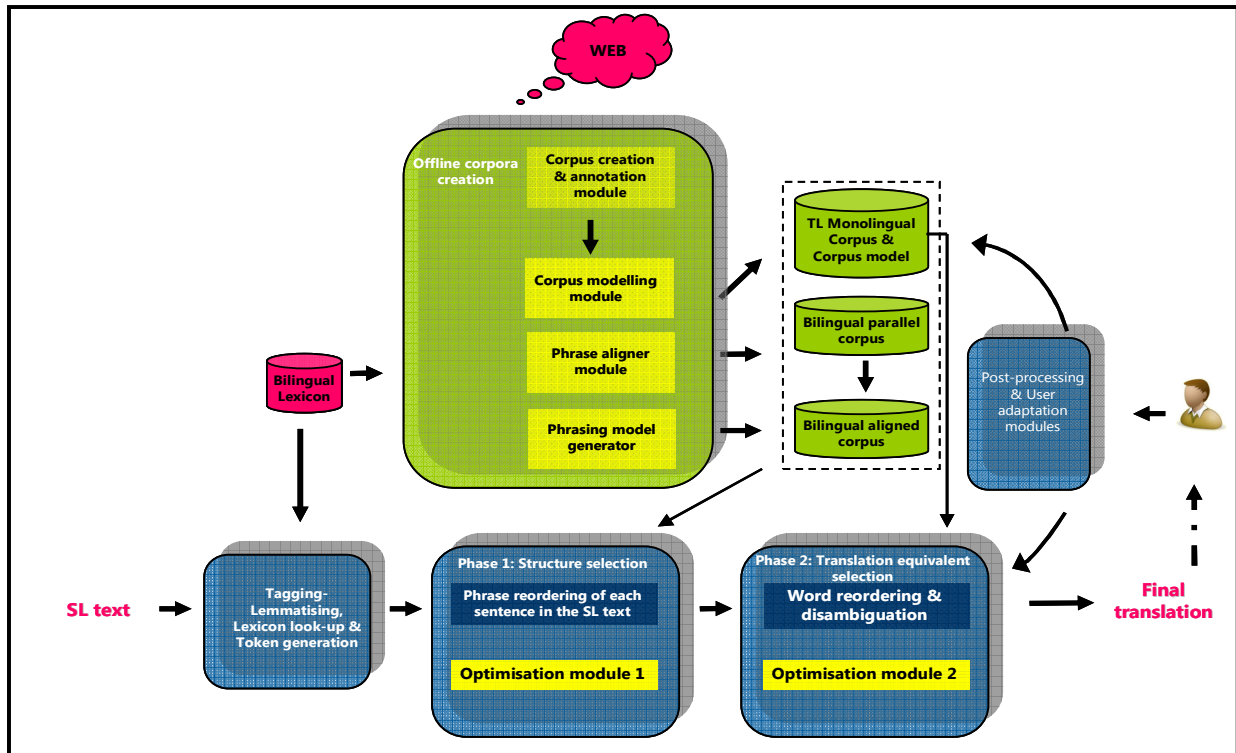 WEB
Offline corpora
creation
Corpus creation
& annotation
module
Corpus modelling
module
Phrase aligner
module
Phrasing model
generator
TL Monolingual
Corpus &
Corpus model
Bilingual parallel
corpus
Bilingual aligned
corpus
Bilingual
Lexicon
Post-processing
& User
adaptation
modules
SL text
Tagging-
Lemmatising,
Lexicon look-up &
Token generation
Phase 1: Structure selection
Phrase reordering of each
sentence in the SL text
Optimisation module 1
Phase 2: Translation equivalent
selection
Word reordering &
disambiguation
Optimisation module 2
Final
translation